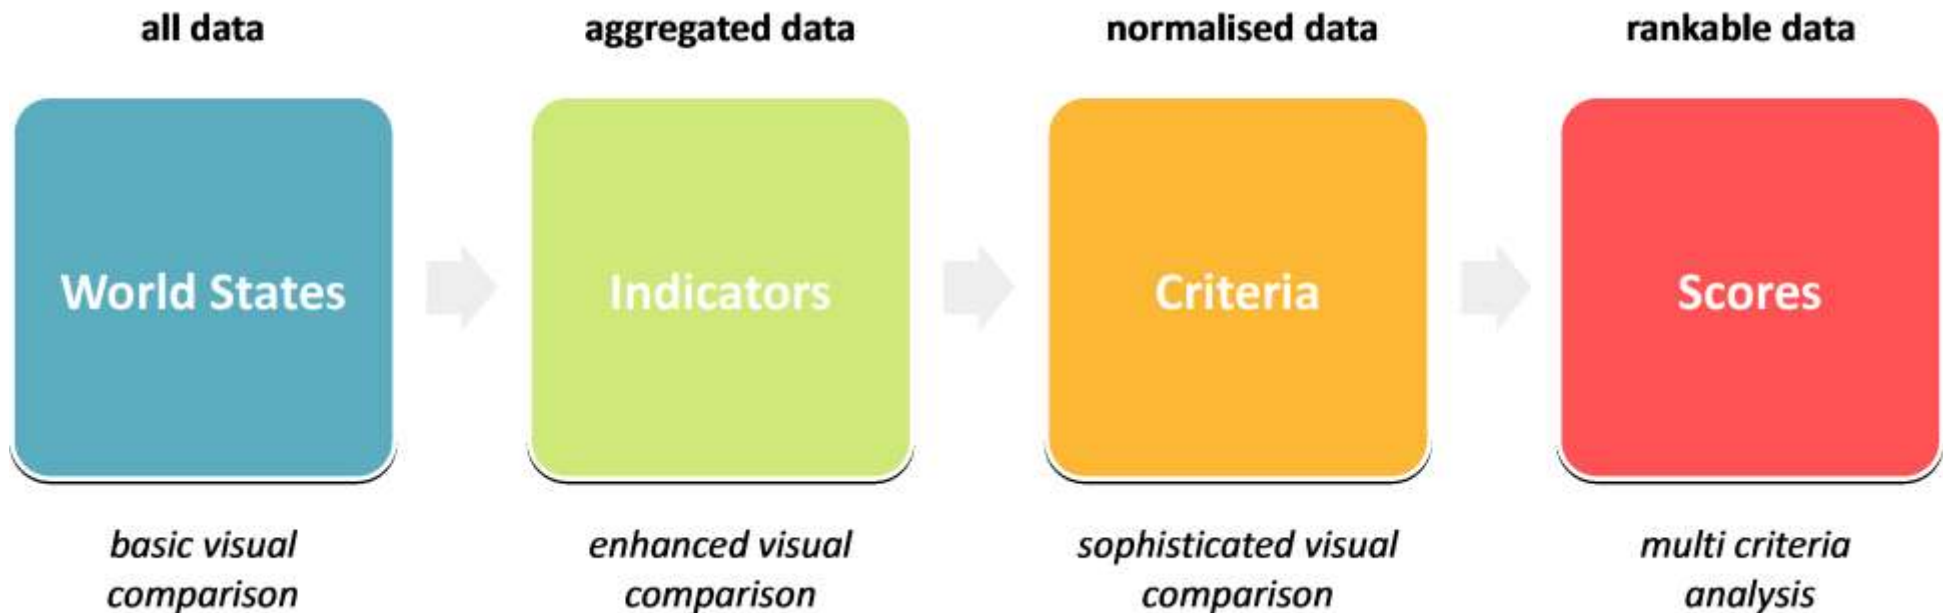 all data
aggregated data
normalised data
rankable data
World States
Indicators
Criteria
Scores
basic visual
comparison
enhanced visual
comparison
sophisticated visual
comparison
multi criteria
analysis